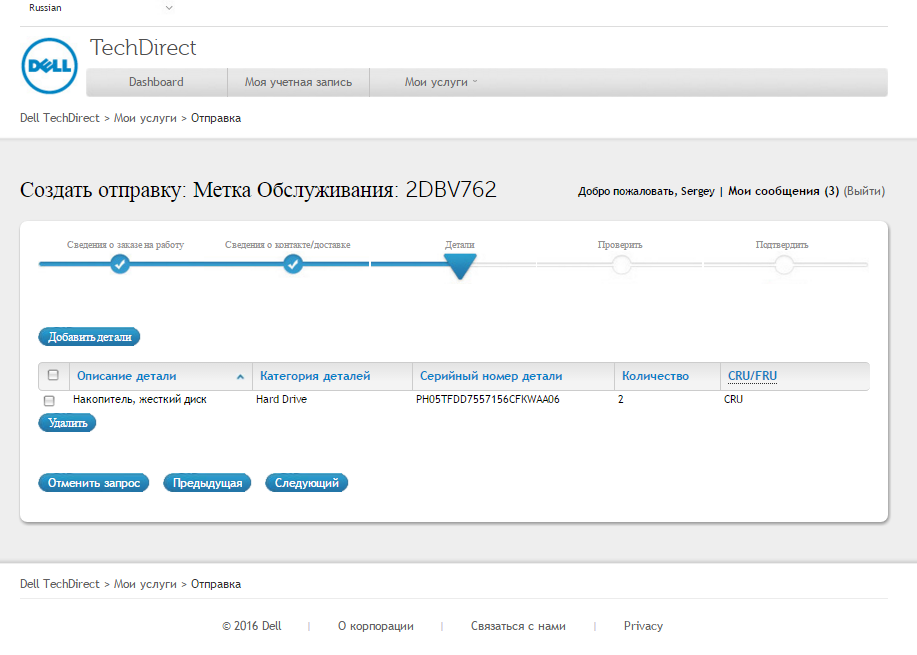 Russian
DELL
TechDirect
Dashboard Моя учетная запись Мои услуги
Dell TechDirect > Мои услуги > Отправка
Создать отправку: Метка Обслуживания: 2DBV762
Добро пожаловать, Sergey | Мои сообщения (3) (Выйти)
Сведения о заказе на работу Сведения о контакте/доставке Детали Проверить Подтвердить
Добавить детали
Описание детали Категория деталей Серийный номер детали Количество CRU/FRU
Накопитель, жесткий диск Hard Drive PH05TFDD7557156CFKWAA06 2 CRU
Удалить
Отменить запрос Предыдущая Следующий
Dell TechDirect > Мои услуги > Отправка
© 2016 Dell | О корпорации | Связаться с нами | Privacy